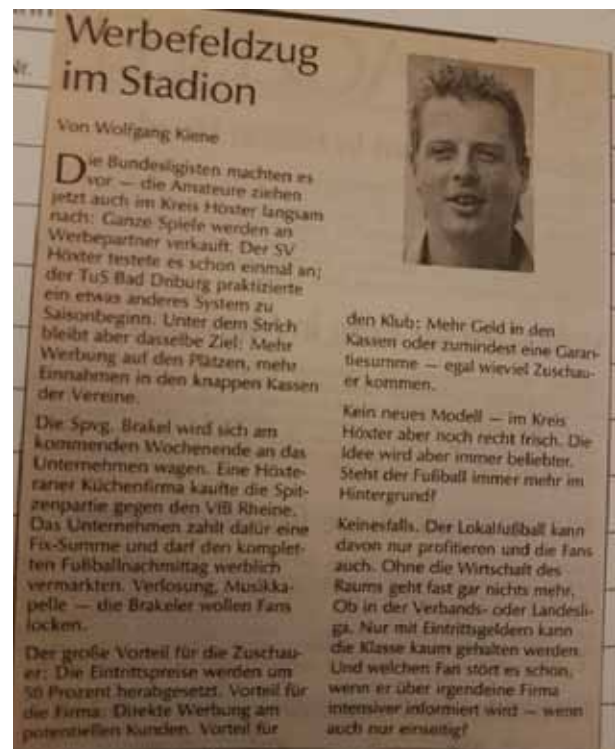 Nr.
Werbefeldzug
im Stadion
Von Wolfgang Kiene
Die Bundesligisten machten es
vor — die Amateure ziehen
jetzt auch im Kreis Höxter langsam
nach: Ganze Spiele werden an
Werbepartner verkauft. Der SV
Höxter testete es schon einmal an;
der TuS Bad Driburg praktizierte
ein etwas anderes System zu
Saisonbeginn. Unter dem Strich
bleibt aber dasselbe Ziel: Mehr
Werbung auf den Plätzen, mehr
Einnahmen in den knappen Kassen
der Vereine.
Die Spvg. Brakel wird sich am
kommenden Wochenende an das
Unternehmen wagen. Eine Höxte-
raner Küchenfirma kaufte die Spit-
zenpartie gegen den VfB Rheine.
Das Unternehmen zahlt dafür eine
Fix-Summe und darf den komplet-
ten Fußballnachmittag werblich
vermarkten. Verlosung, Musikka-
pelle — die Brakeler wollen Fans
locken.
Der große Vorteil für die Zuschau-
er: Die Eintrittspreise werden um
50 Prozent herabgesetzt. Vorteil für
die Firma: Direkte Werbung am
potentiellen Kunden. Vorteil für
den Klub: Mehr Geld in den
Kassen oder zumindest eine Garan-
tiesumme — egal wieviel Zuschau-
er kommen.
Kein neues Modell — im Kreis
Höxter aber noch recht frisch. Die
Idee wird aber immer beliebter.
Steht der Fußball immer mehr im
Hintergrund?
Keinesfalls. Der Lokalfußball kann
davon nur profitieren und die Fans
auch. Ohne die Wirtschaft des
Raums geht fast gar nichts mehr.
Ob in der Verbands- oder Landesli-
ga. Nur mit Eintrittsgeldern kann
die Klasse kaum gehalten werden.
Und welchen Fan stört es schon,
wenn er über irgendeine Firma
intensiver informiert wird — wenn
auch nur einseitig?